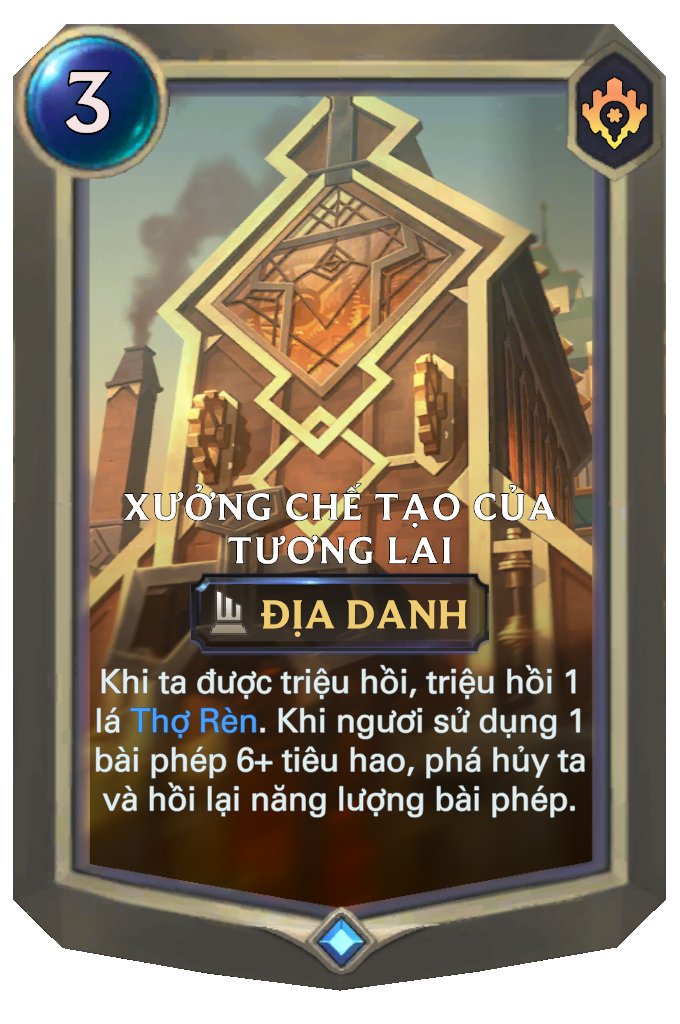 3
XƯỞNG CHẾ TẠO CỦA
TƯƠNG LAI
ĐỊA DANH
Khi ta được triệu hồi, triệu hồi 1
lá Thợ Rèn. Khi ngươi sử dụng 1
bài phép 6+ tiêu hao, phá hủy ta
và hồi lại năng lượng bài phép.